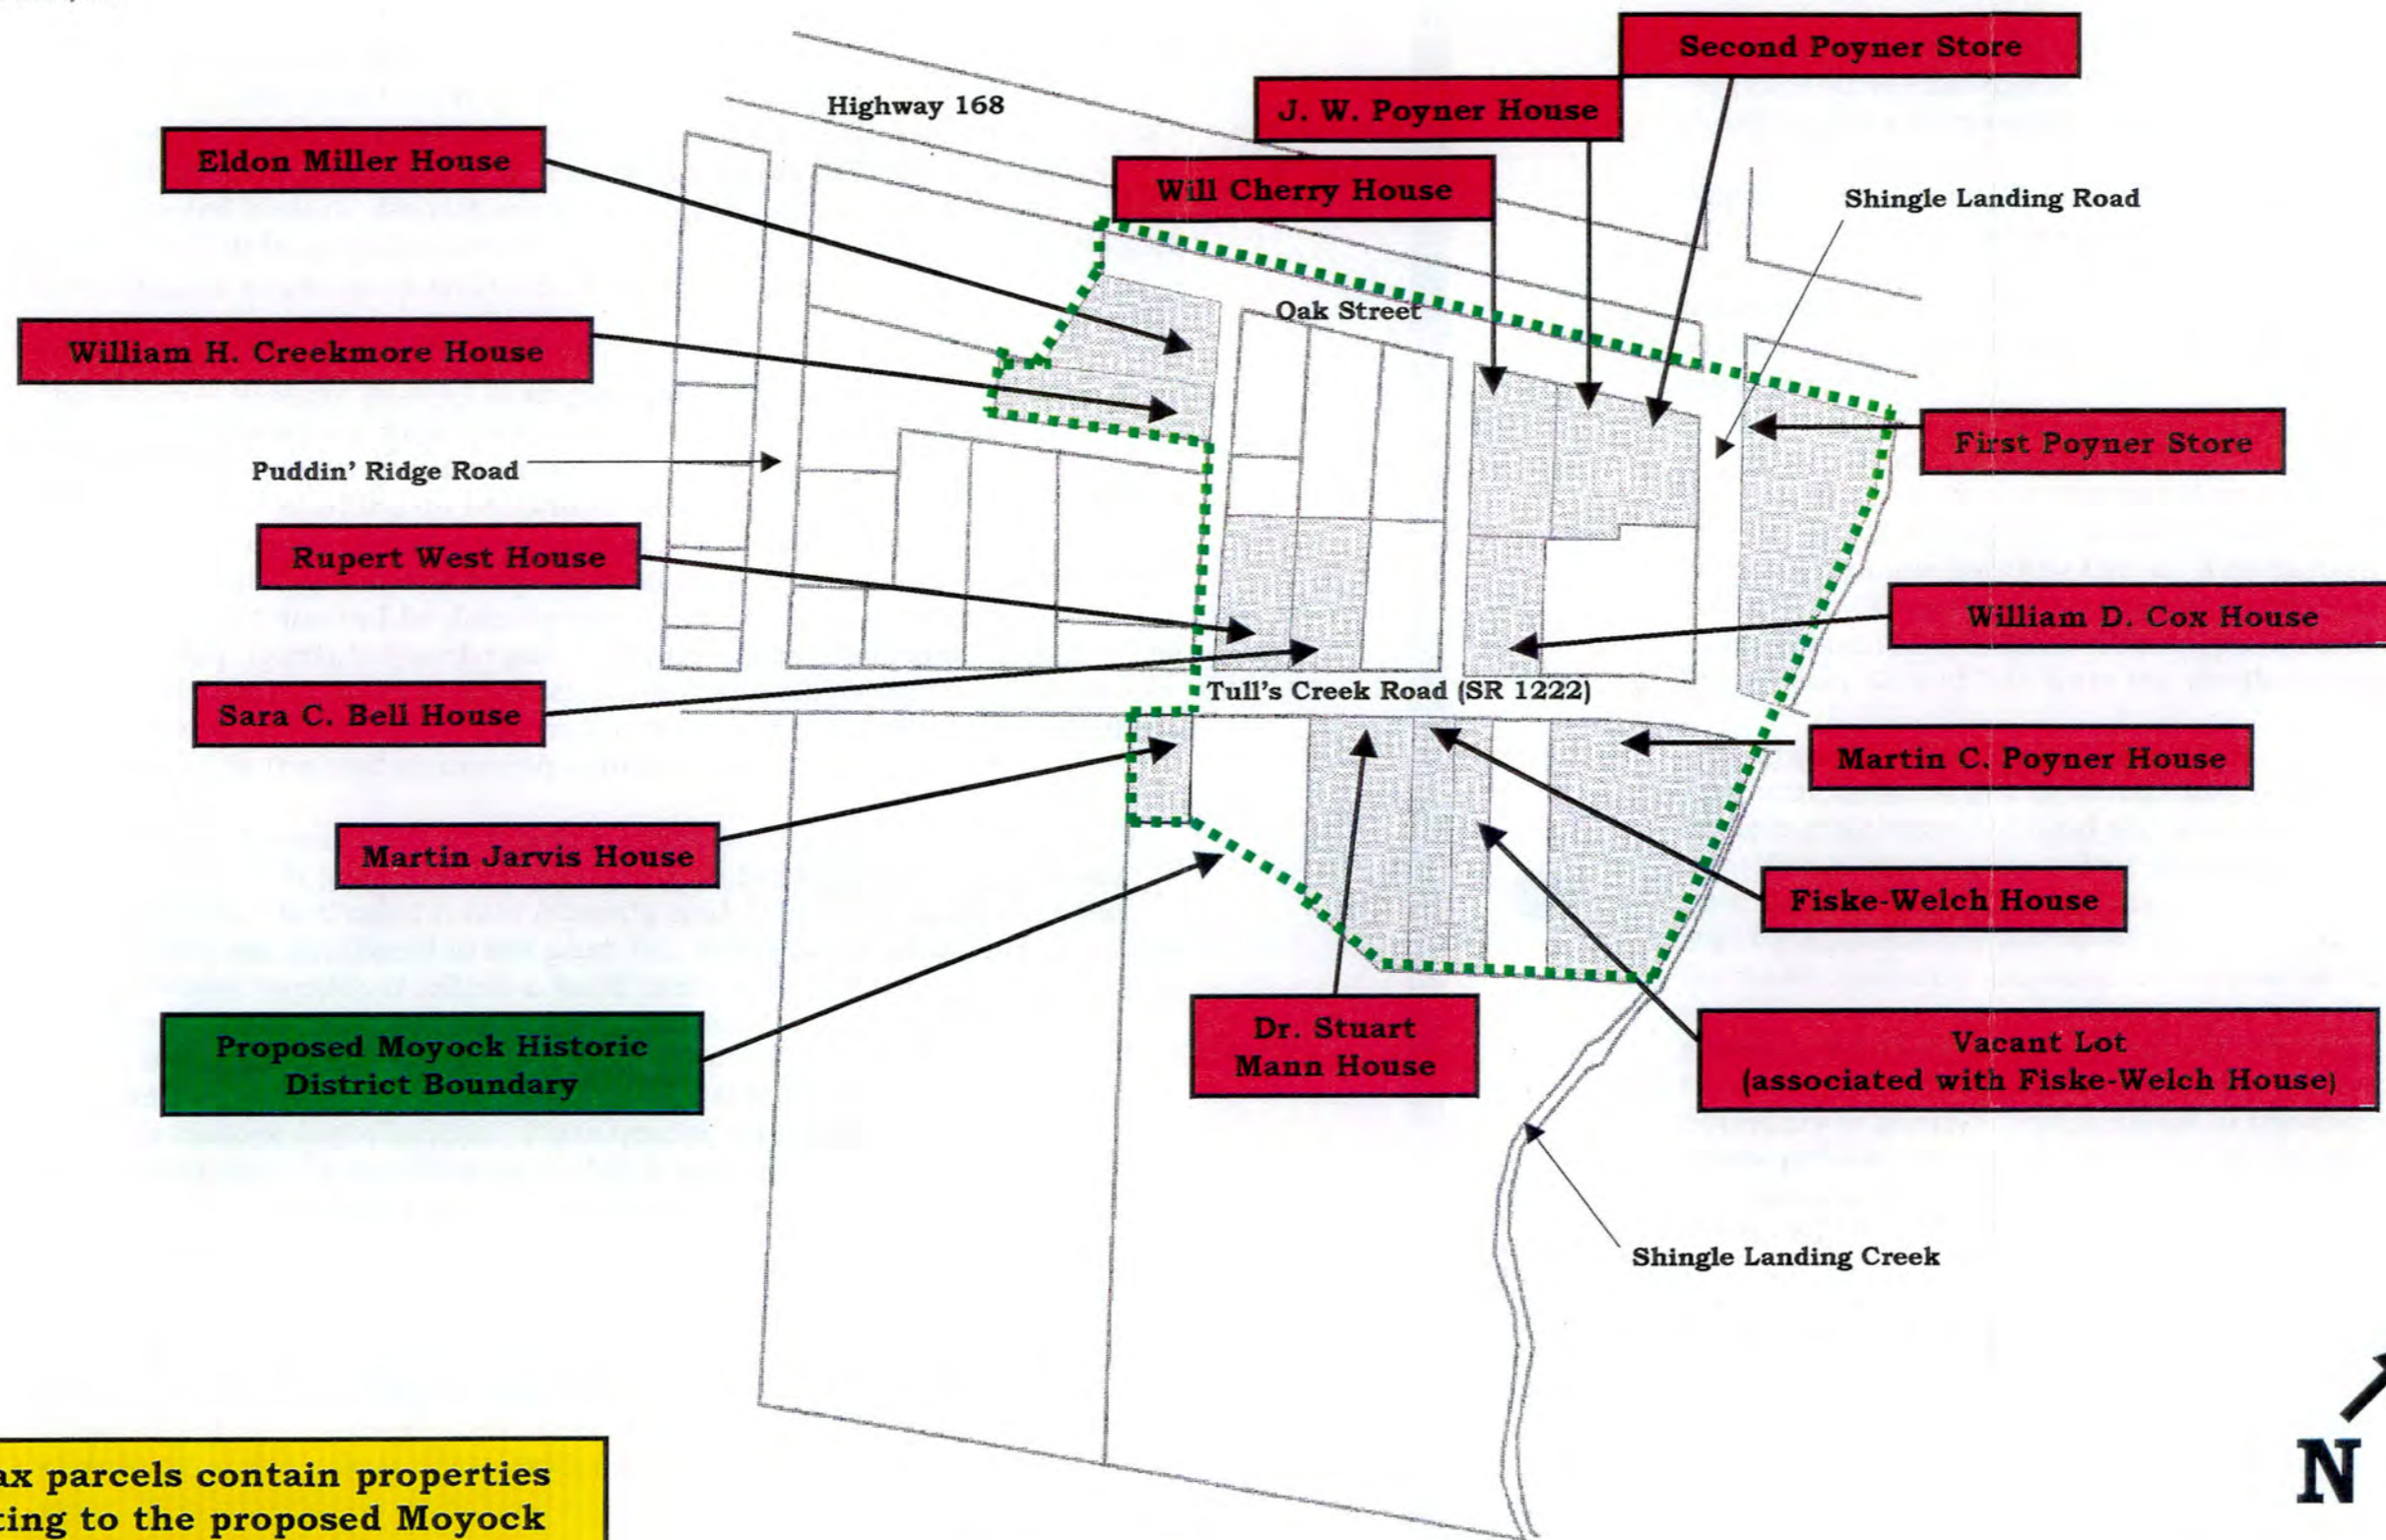 Second Poyner Store
Highway 168
J. W. Poyner House
Eldon Miller House
Will Cherry House
Shingle Landing Road
Oak Street
William H. Creekmore House
First Poyner Store
Puddin' Ridge Road
Rupert West House
William D. Cox House
Tull's Creek Road (SR 1222)
Sara C. Bell House
Martin C. Poyner House
Martin Jarvis House
Fiske-Welch House
Proposed Moyock Historic
District Boundary
Dr. Stuart
Mann House
Vacant Lot
(associated with Fiske-Welch House)
Shingle Landing Creek
N
parcels contain properties
to the proposed Moyock